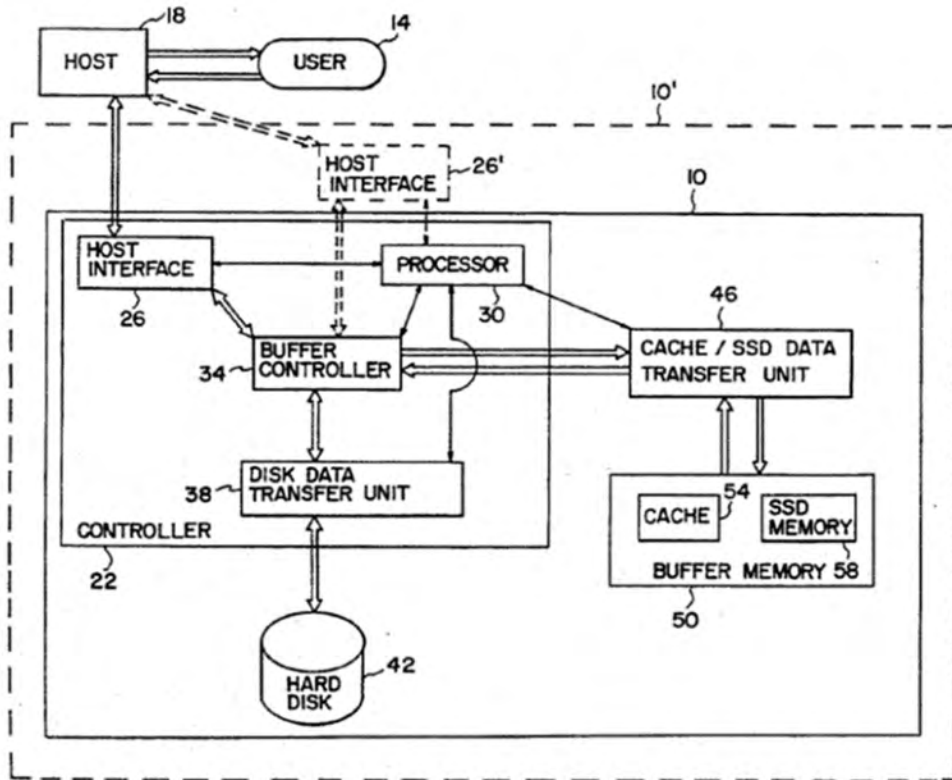 18
HOST
14
USER
10'
HOST
INTERFACE
26'
10
HOST
INTERFACE
26
PROCESSOR
30
46
CACHE / SSD DATA
TRANSFER UNIT
34
BUFFER
CONTROLLER
38
DISK DATA
TRANSFER UNIT
CONTROLLER
22
CACHE
54
SSD
MEMORY
BUFFER MEMORY 58
50
HARD
DISK
42